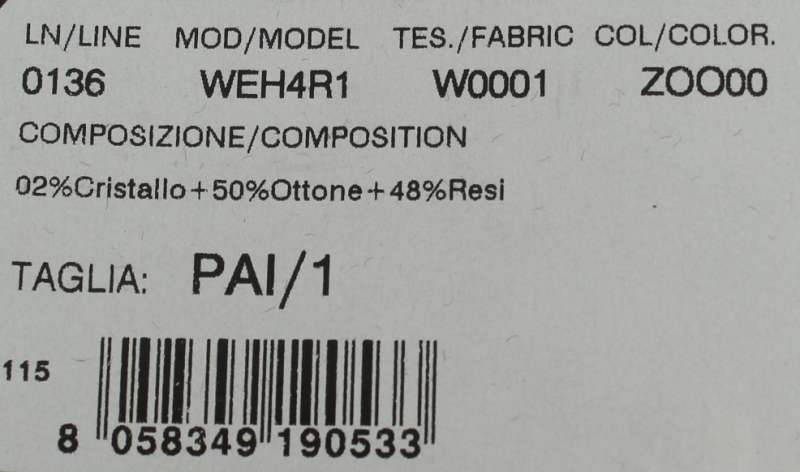 LN/LINE MOD/MODEL TES./FABRIC COL/COLOR.
0136 WEH4R1 W0001 ZOO00
COMPOSIZIONE/COMPOSITION
02%Cristallo+50%Ottone+48%Resi
TAGLIA: PAI/1
115
8 058349 190533